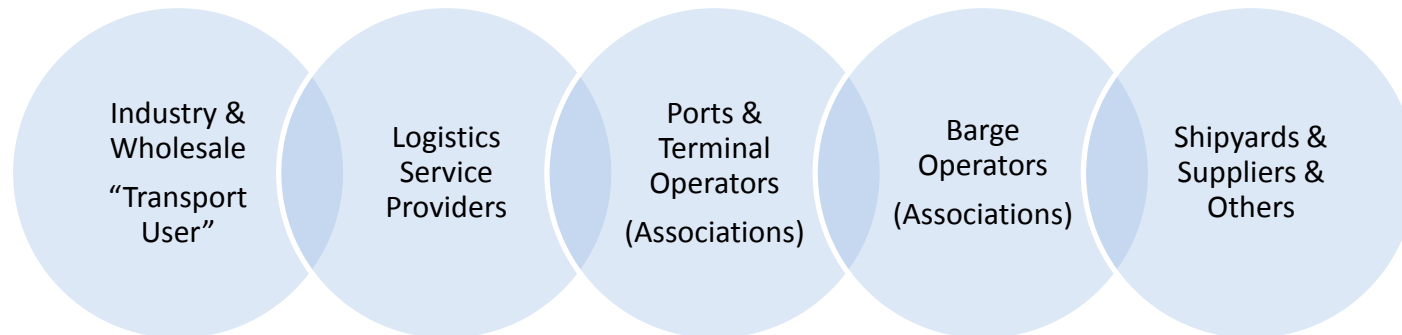 Industry &
Wholesale
“Transport
User”
Logistics
Service
Providers
Ports &
Terminal
Operators
(Associations)
Barge
Operators
(Associations)
Shipyards &
Suppliers &
Others